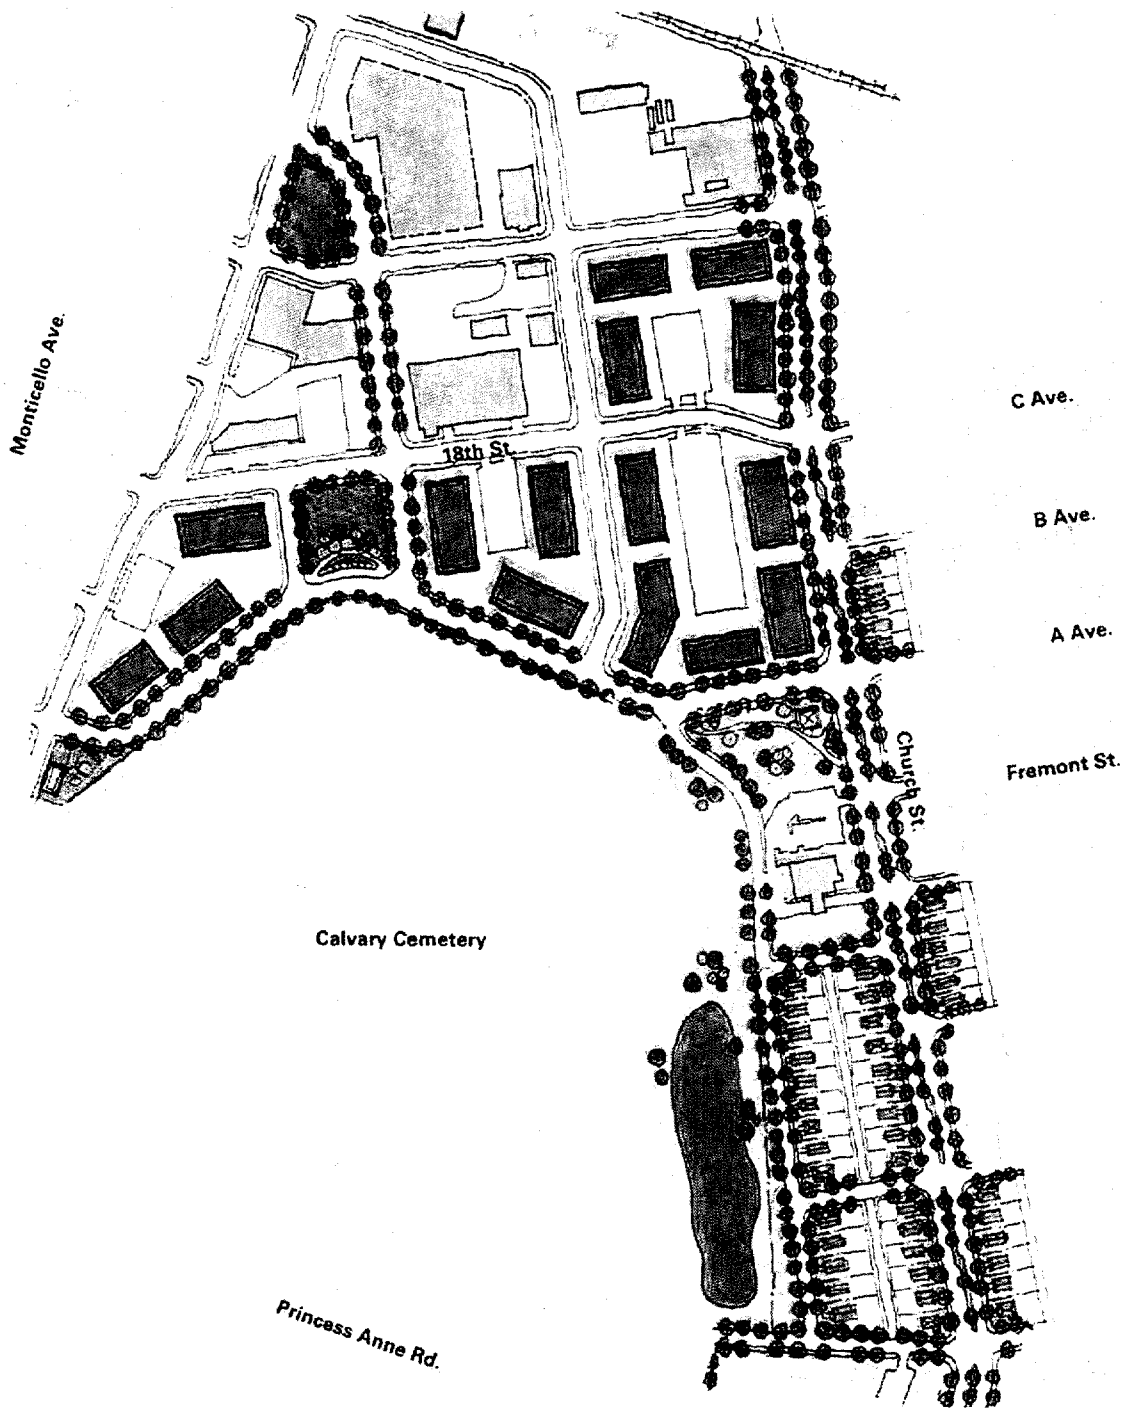 Monticello Ave.
C Ave.
18th St.
B Ave.
A Ave.
Church St.
Fremont St.
Calvary Cemetery
Princess Anne Rd.